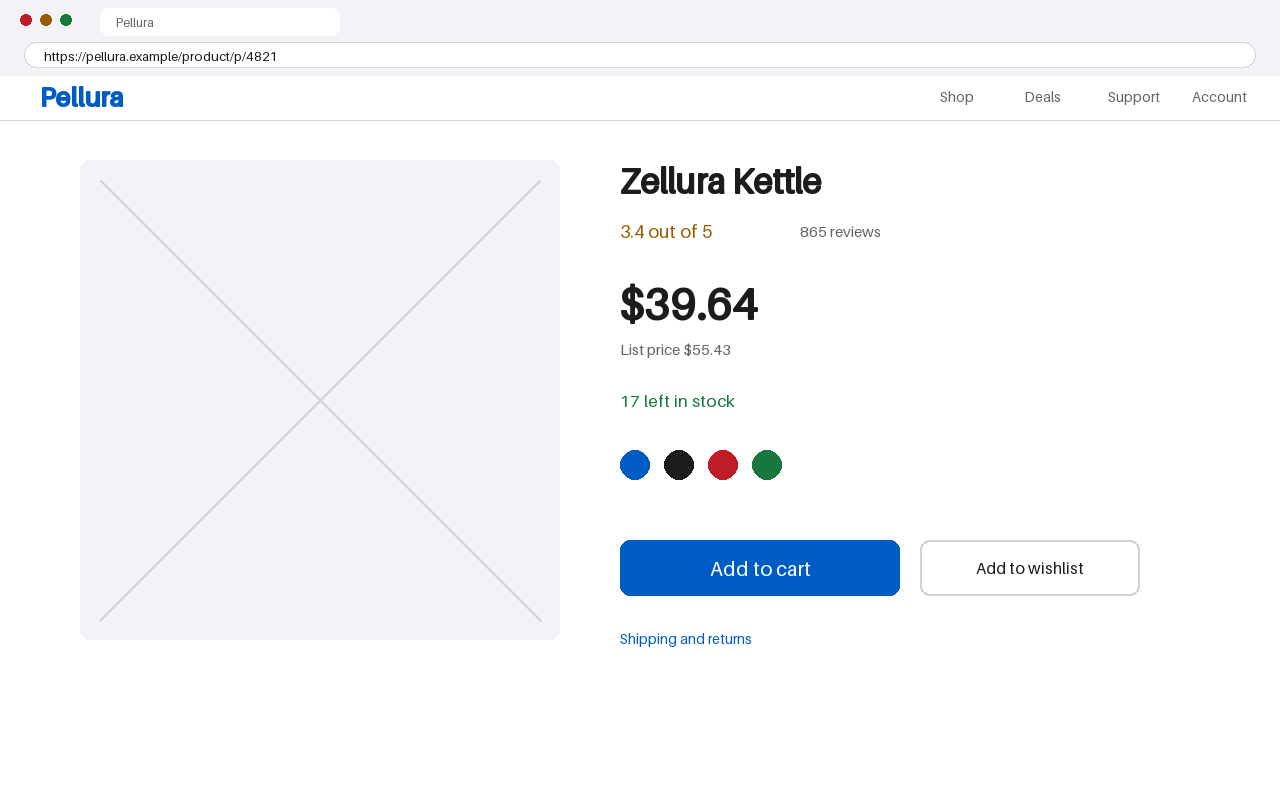 Pellura
https://pellura.example/product/p/4821
Pellura
Shop
Deals
Support
Account
Zellura Kettle
3.4 out of 5
865 reviews
$39.64
List price $55.43
17 left in stock
Add to cart
Add to wishlist
Shipping and returns